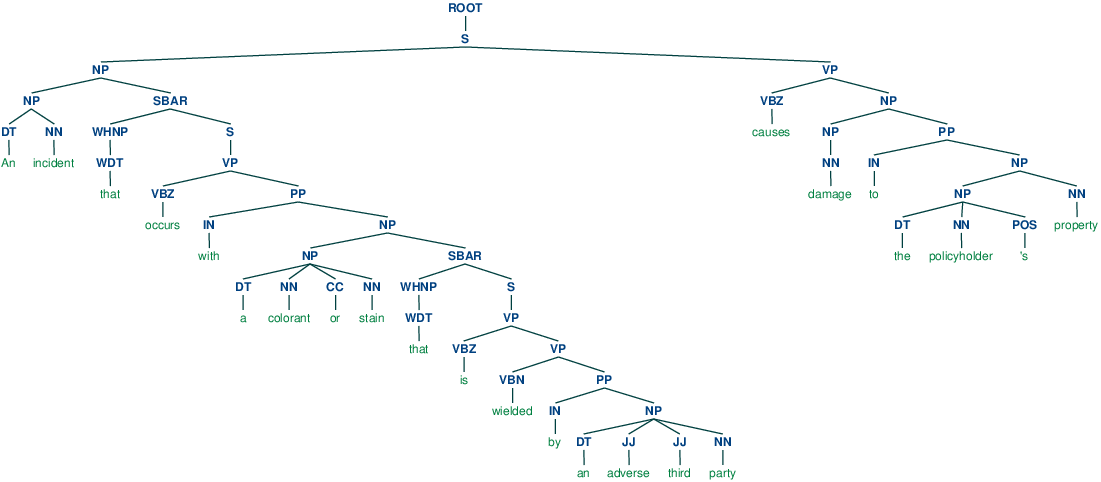 ROOT
S
NP VP
NP SBAR VBZ NP
DT NN WHNP S causes NP PP
An incident WDT VP NN IN NP
that VBZ PP damage to NP NN
occurs IN NP DT NN POS property
with NP SBAR the policyholder 's
DT NN CC NN WHNP S
a colorant or stain WDT VP
that VBZ VP
is VBN PP
wielded IN NP
by DT JJ JJ NN
an adverse third party